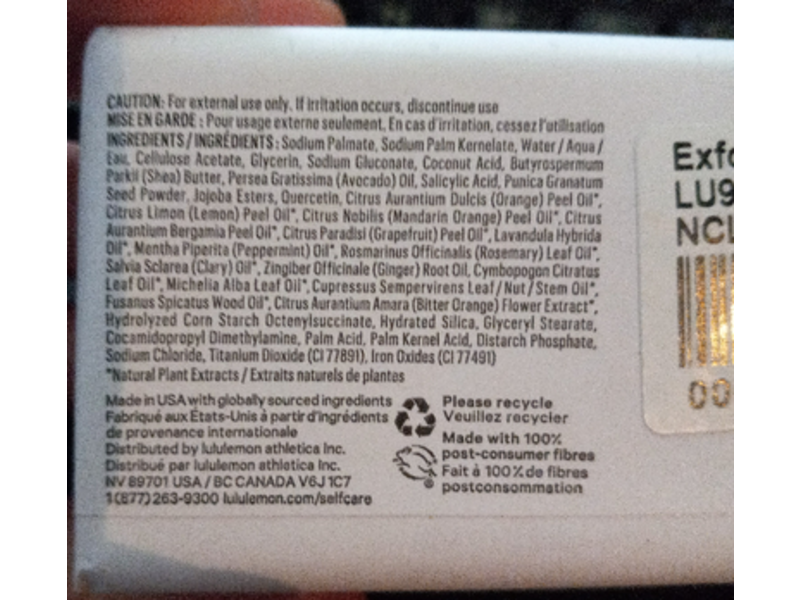 CAUTION: For external use only. If irritation occurs, discontinue use
MISE EN GARDE : Pour usage externe seulement. En cas d'irritation, cessez l'utilisation
INGREDIENTS / INGRÉDIENTS : Sodium Palmate, Sodium Palm Kernelate, Water / Aqua /
Eau, Cellulose Acetate, Glycerin, Sodium Gluconate, Coconut Acid, Butyrospermum
Parkii (Shea) Butter, Persea Gratissima (Avocado) Oil, Salicylic Acid, Punica Granatum
Seed Powder, Jojoba Esters, Quercetin, Citrus Aurantium Dulcis (Orange) Peel Oil*,
Citrus Limon (Lemon) Peel Oil*, Citrus Nobilis (Mandarin Orange) Peel Oil*, Citrus
Aurantium Bergamia Peel Oil*, Citrus Paradisi (Grapefruit) Peel Oil*, Lavandula Hybrida
Oil*, Mentha Piperita (Peppermint) Oil*, Rosmarinus Officinalis (Rosemary) Leaf Oil*,
Salvia Sclarea (Clary) Oil*, Zingiber Officinale (Ginger) Root Oil, Cymbopogon Citratus
Leaf Oil*, Michelia Alba Leaf Oil*, Cupressus Sempervirens Leaf / Nut / Stem Oil*,
Fusanus Spicatus Wood Oil*, Citrus Aurantium Amara (Bitter Orange) Flower Extract*,
Hydrolyzed Corn Starch Octenylsuccinate, Hydrated Silica, Glyceryl Stearate,
Cocamidopropyl Dimethylamine, Palm Acid, Palm Kernel Acid, Distarch Phosphate,
Sodium Chloride, Titanium Dioxide (CI 77891), Iron Oxides (CI 77491)
*Natural Plant Extracts / Extraits naturels de plantes
Made in USA with globally sourced ingredients
Fabriqué aux États-Unis à partir d'ingrédients
de provenance internationale
Distributed by lululemon athletica Inc.
Distribué par lululemon athletica Inc.
NV 89701 USA / BC CANADA V6J 1C7
1 (877) 263-9300 lululemon.com/selfcare
Please recycle
Veuillez recycler
Made with 100%
post-consumer fibres
Fait à 100 % de fibres
postconsommation
Exfo
LU9
NCL
00